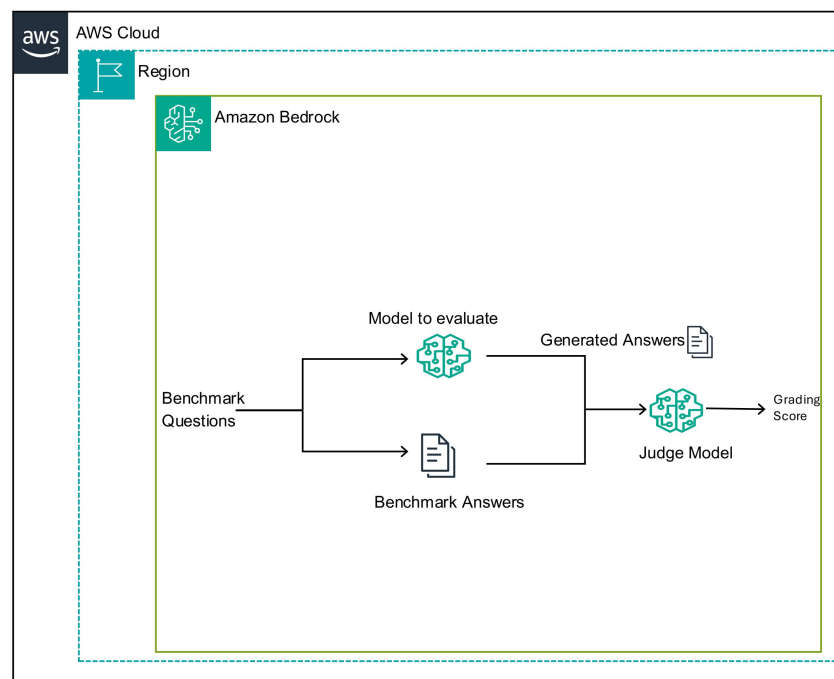 aws
AWS Cloud
Region
Amazon Bedrock
Model to evaluate
Generated Answers
Benchmark
Questions
Grading
Score
Judge Model
Benchmark Answers